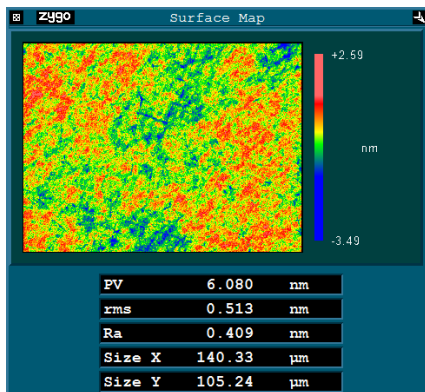 zygo Surface Map
+2.59
nm
-3.49
PV 6.080 nm
rms 0.513 nm
Ra 0.409 nm
Size X 140.33 µm
Size Y 105.24 µm